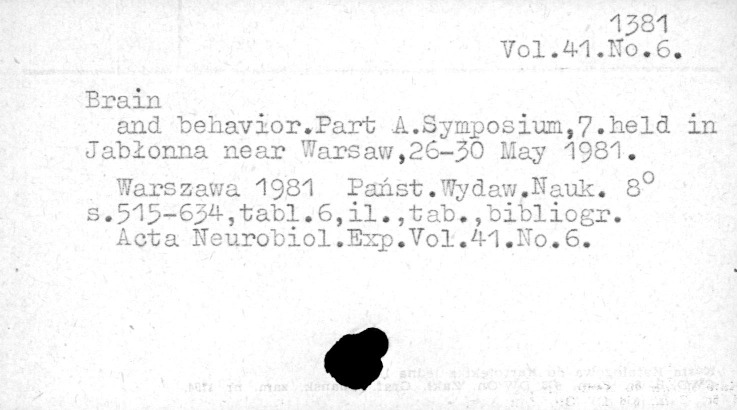 1381
Vol.41.No.6.
Brain
and behavior.Part A.Symposium,7.held in
Jabłonna near Warsaw,26-30 May 1981.
Warszawa 1981 Państ.Wydaw.Nauk. 8°
s.515-634,tabl.6,il.,tab.,bibliogr.
Acta Neurobiol.Exp.Vol.41.No.6.